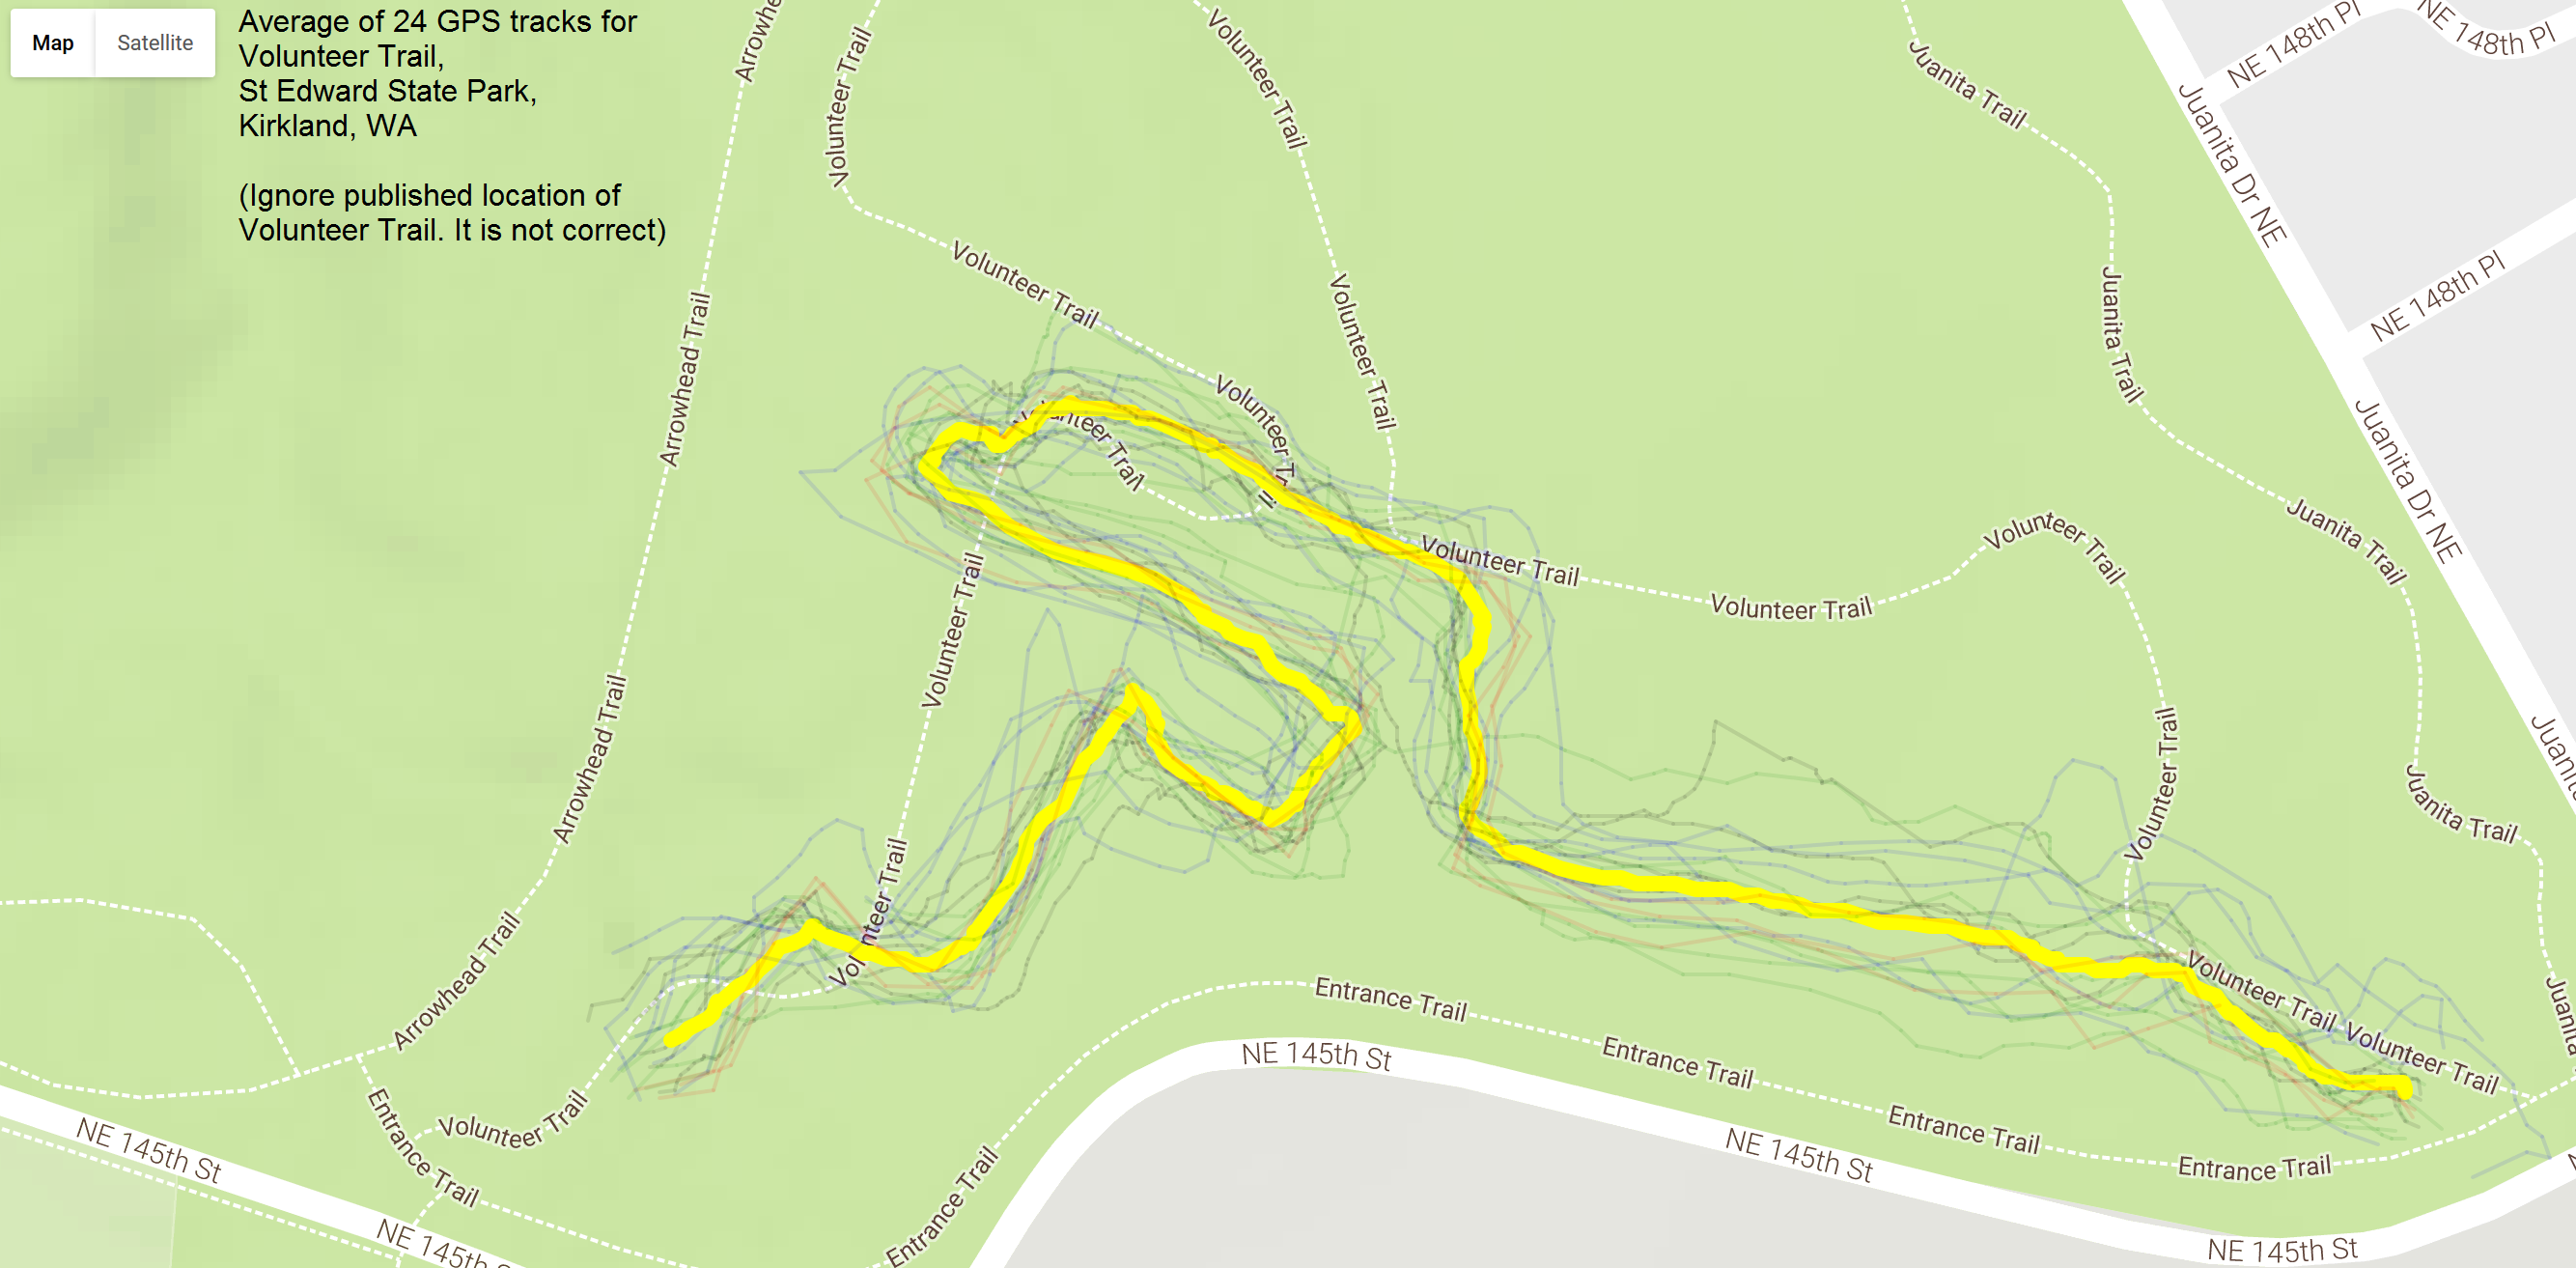 Map Satellite
Average of 24 GPS tracks for
Volunteer Trail,
St Edward State Park,
Kirkland, WA
(Ignore published location of
Volunteer Trail. It is not correct)
Volunteer Trail
Volunteer Trail
Juanita Trail
NE 148th Pl
NE 148th Pl
Juanita Dr NE
Volunteer Trail
Volunteer Trail
Arrowhead Trail
Juanita Trail
NE 148th Pl
Volunteer
Trail
Juanita Dr NE
Volunteer Trail
Volunteer Trail
Volunteer Trail
Juanita Trail
Volunteer Trail
Arrowhead Trail
Volunteer Trail
Juanita Trail
Volunteer Trail
Arrowhead Trail
Volunteer Trail
Volunteer Trail
Entrance Trail
Entrance Trail
Entrance Trail
Entrance Trail
Entrance Trail
Entrance Trail
Volunteer Trail
NE 145th St
NE 145th St
NE 145th St
NE 145th St
NE 145th